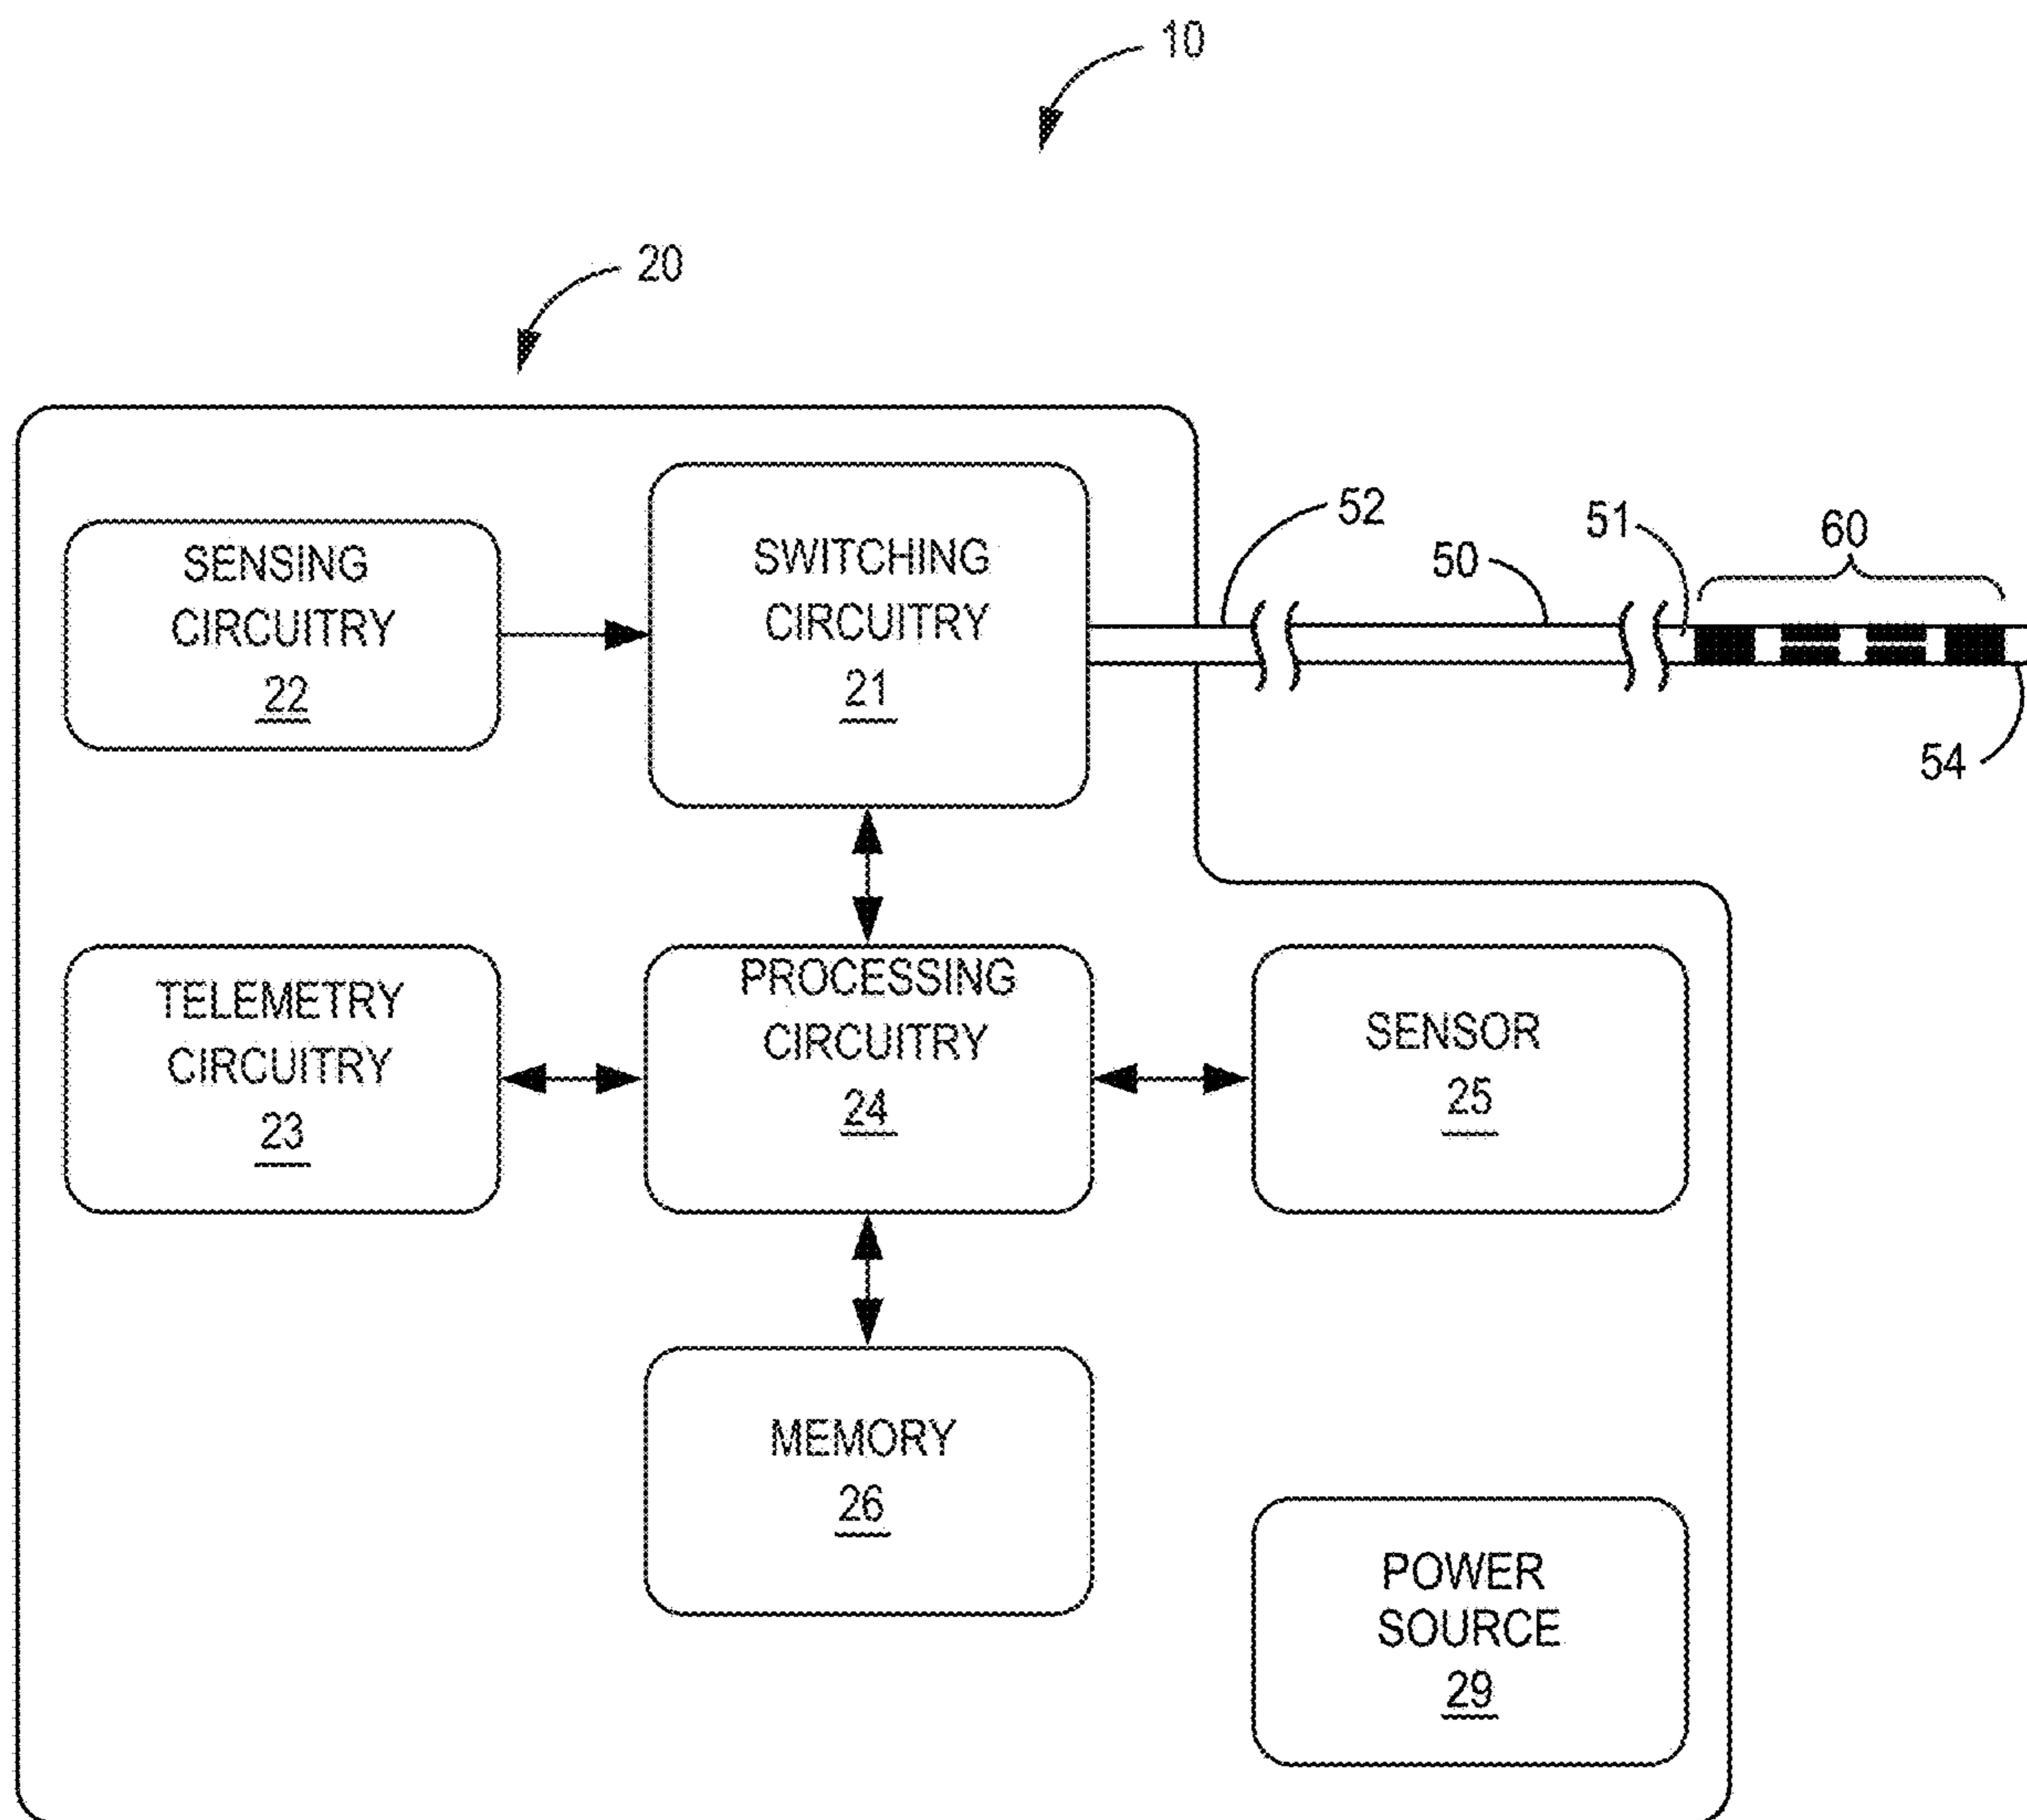 10
20
SENSING
CIRCUITRY
22
SWITCHING
CIRCUITRY
21
52
50
51
60
54
TELEMETRY
CIRCUITRY
23
PROCESSING
CIRCUITRY
24
SENSOR
25
MEMORY
26
POWER
SOURCE
29